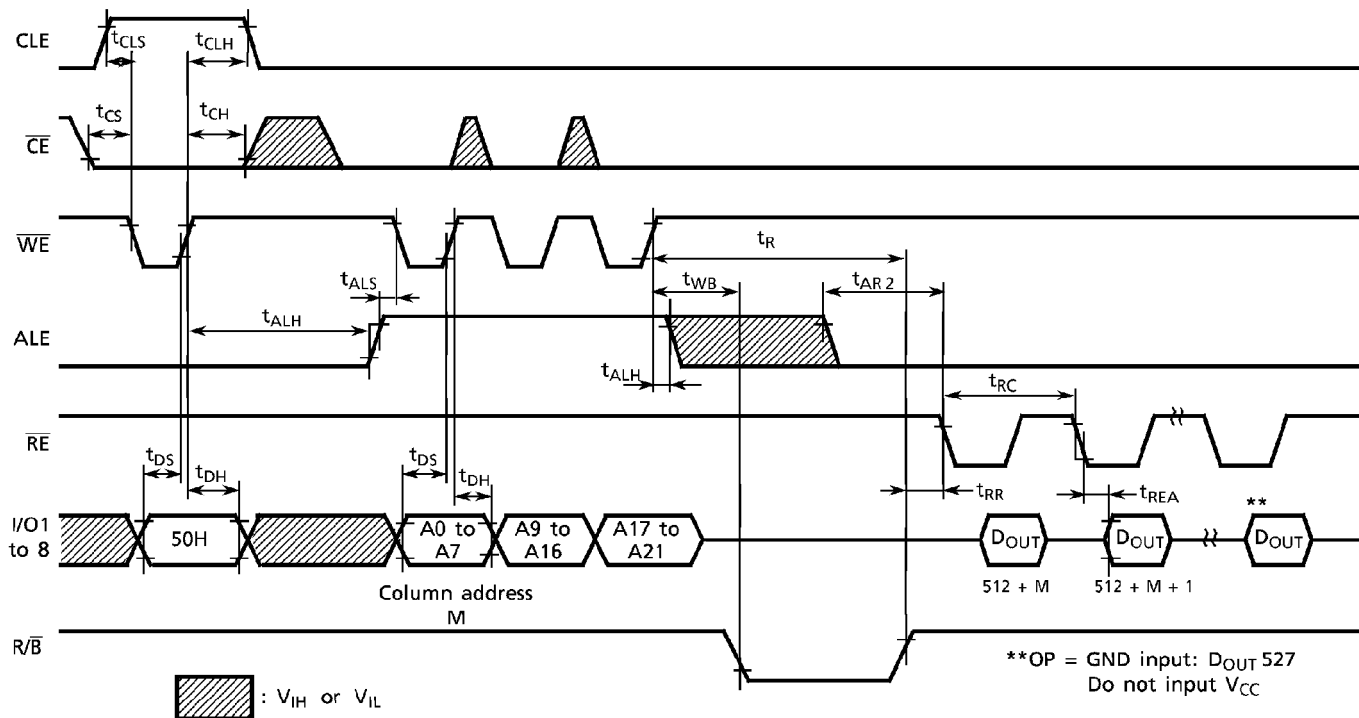 CLE
tCLS
tCLH
CE
tCS
tCH
WE
tR
tALS
tWB
tAR2
ALE
tALH
tALH
tRC
RE
tDS
tDH
tDS
tDH
tRR
tREA
**
I/O1
to 8
50H
A0 to
A7
A9 to
A16
A17 to
A21
DOUT
DOUT
DOUT
512 + M
512 + M + 1
Column address
M
R/B
**OP = GND input: DOUT 527
Do not input VCC
: VIH or VIL